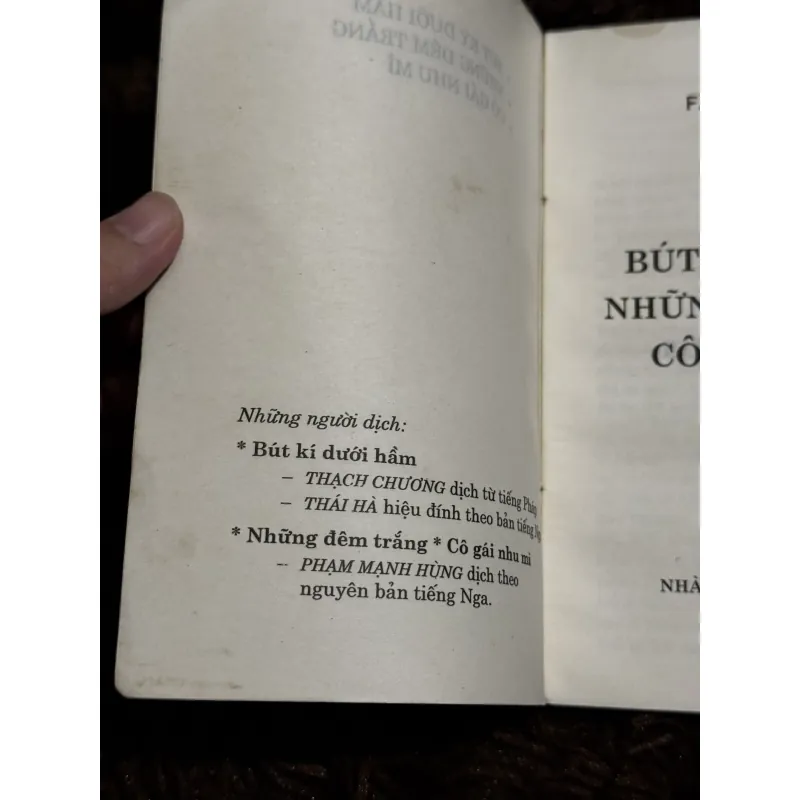 Những người dịch:
* Bút kí dưới hầm
– THẠCH CHƯƠNG dịch từ tiếng Pháp
– THÁI HÀ hiệu đính theo bản tiếng Nga
* Những đêm trắng * Cô gái nhu mì
– PHẠM MẠNH HÙNG dịch theo
nguyên bản tiếng Nga.
BÚT
NHỮN
CÔ
NHÀ